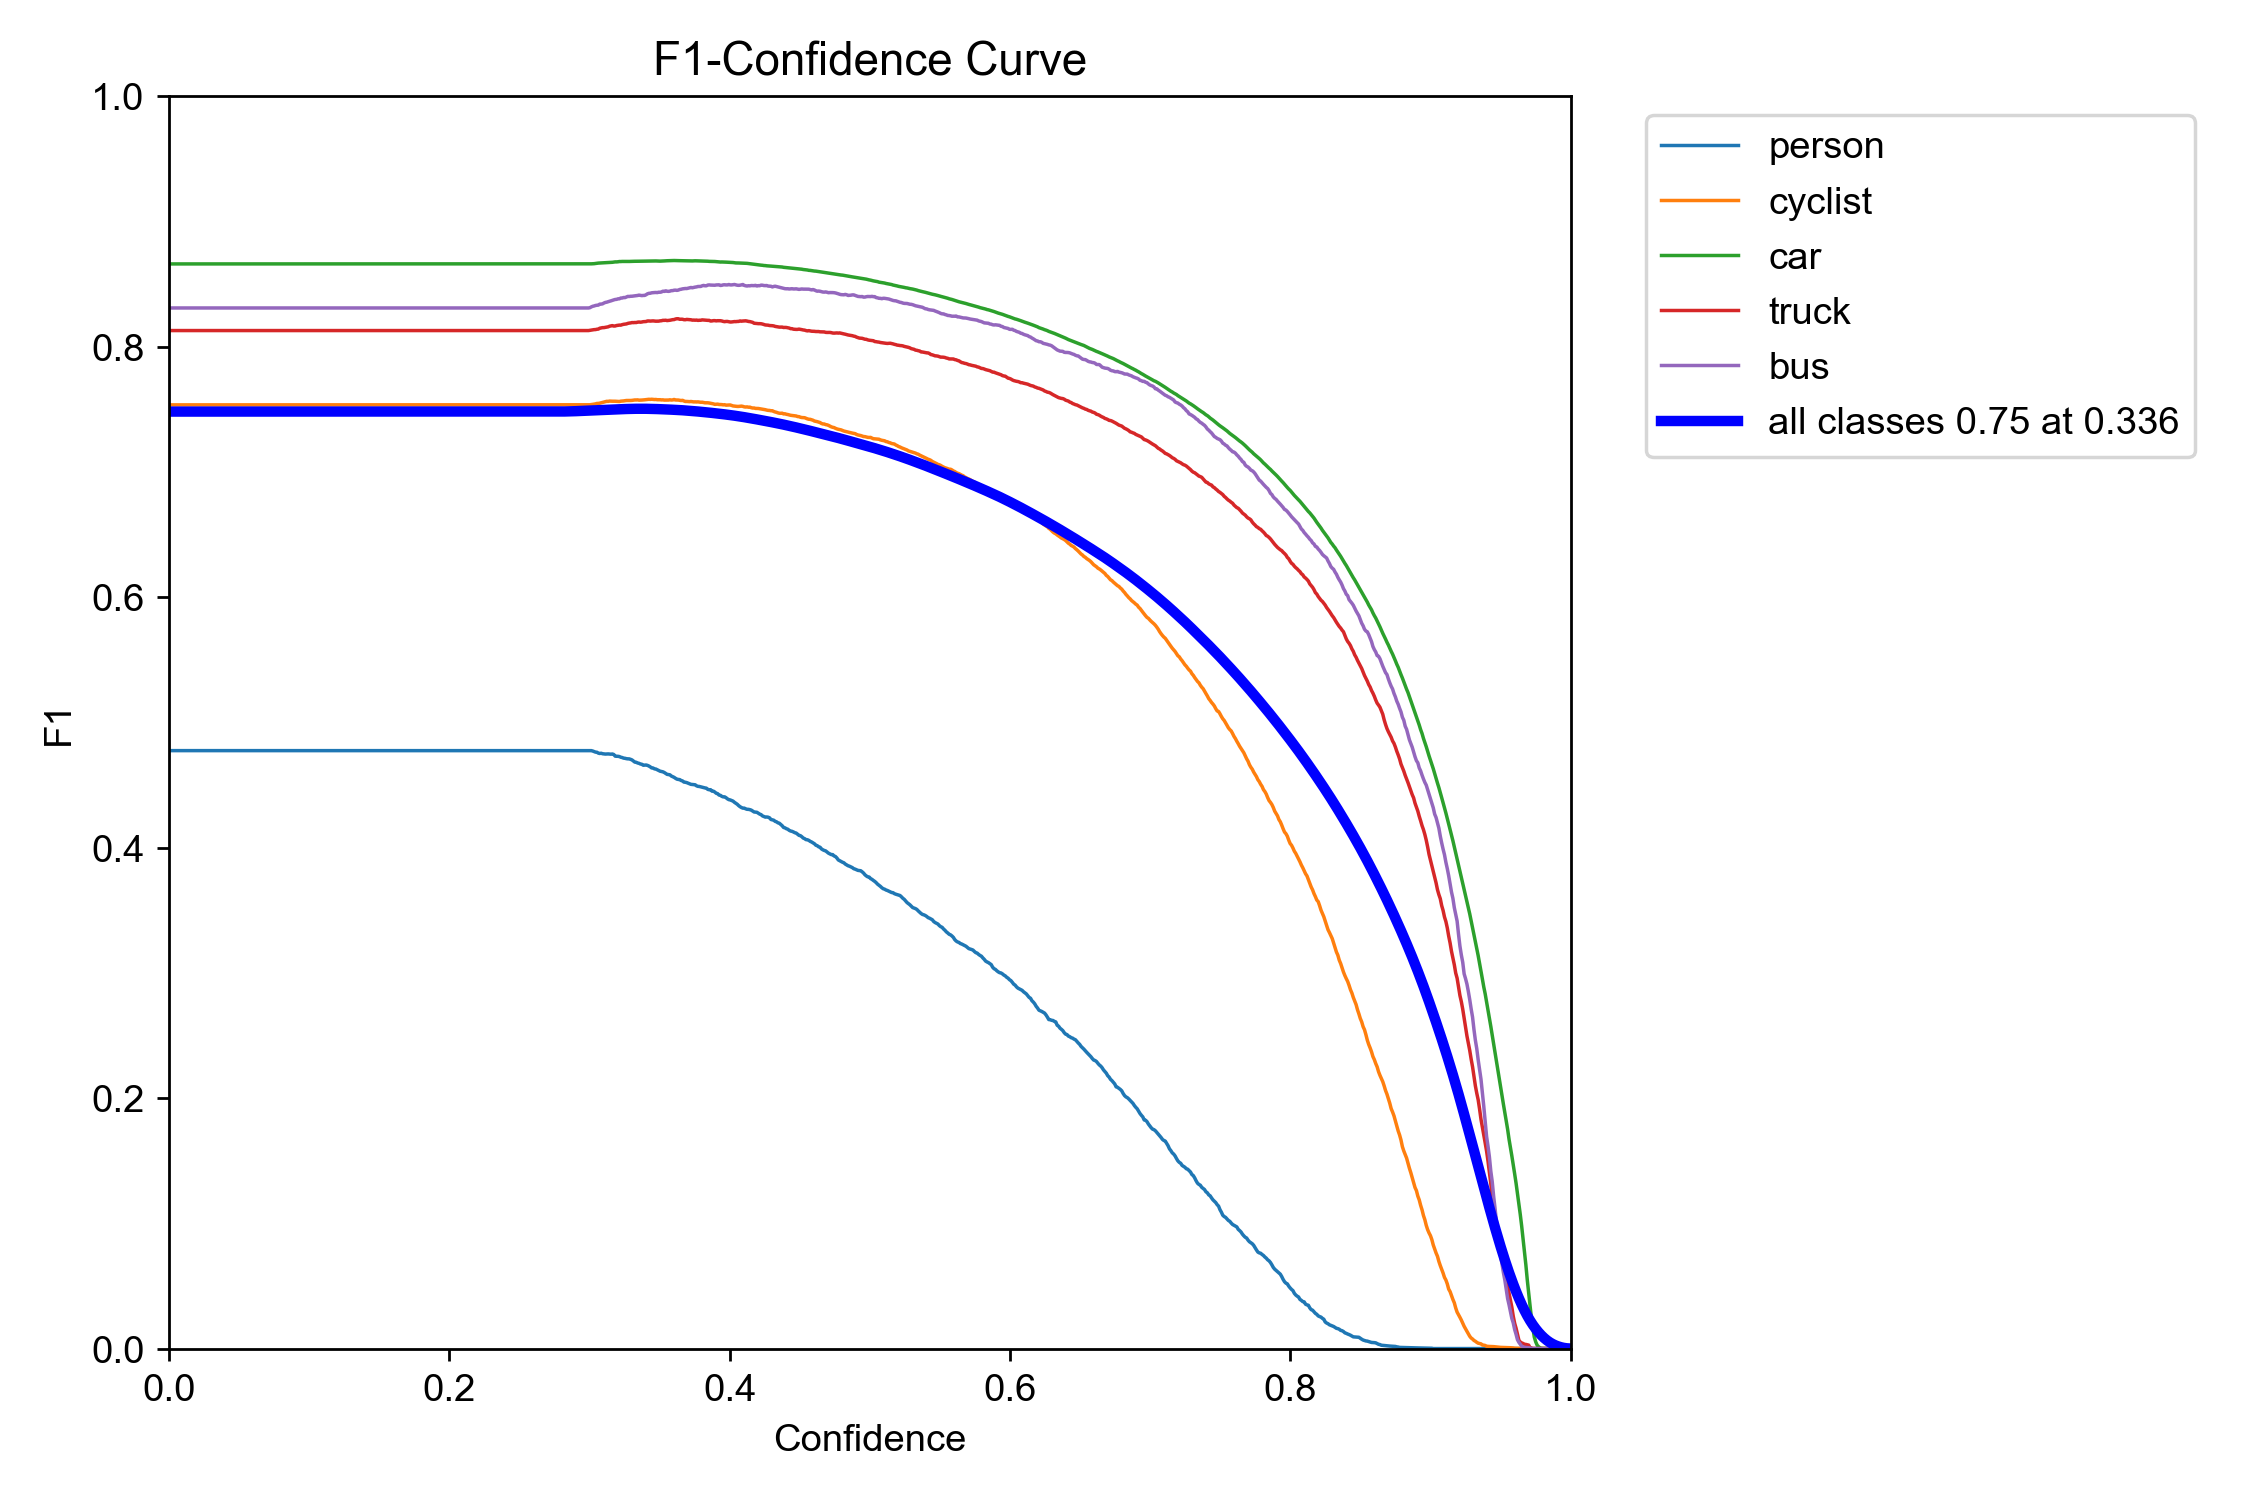 F1-Confidence Curve
1.0
0.8
0.6
0.4
0.2
0.0
F1
0.0 0.2 0.4 0.6 0.8 1.0
Confidence
person
cyclist
car
truck
bus
all classes 0.75 at 0.336